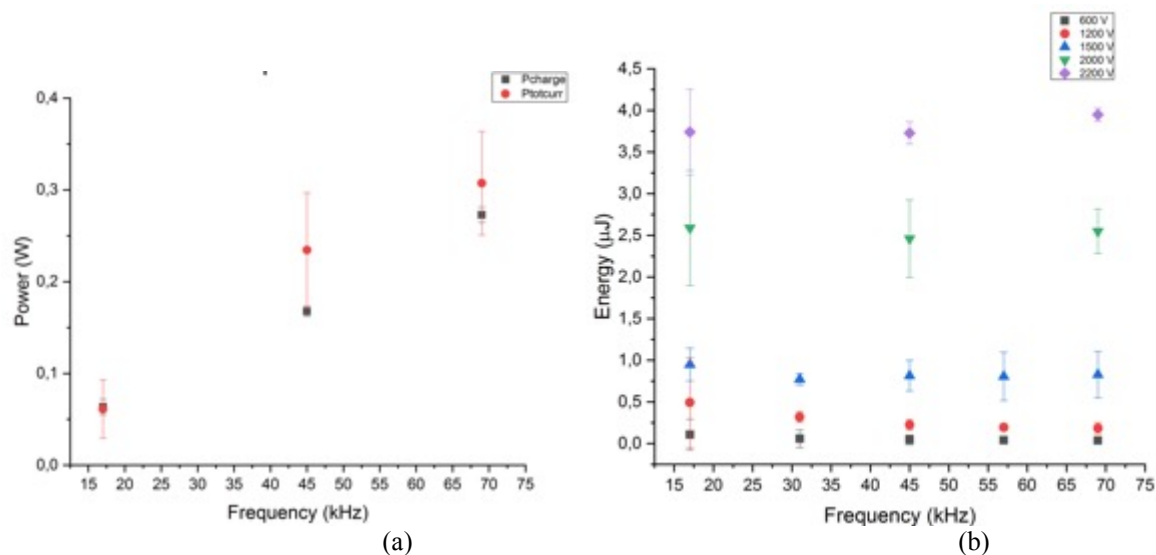 Pcharge
Ptotcurr
0,4
0,3
0,2
0,1
0,0
Power (W)
15 20 25 30 35 40 45 50 55 60 65 70 75
Frequency (kHz)
(a)
600 V
1200 V
1500 V
2000 V
2200 V
4,5
4,0
3,5
3,0
2,5
2,0
1,5
1,0
0,5
0,0
Energy (µJ)
15 20 25 30 35 40 45 50 55 60 65 70 75
Frequency (kHz)
(b)